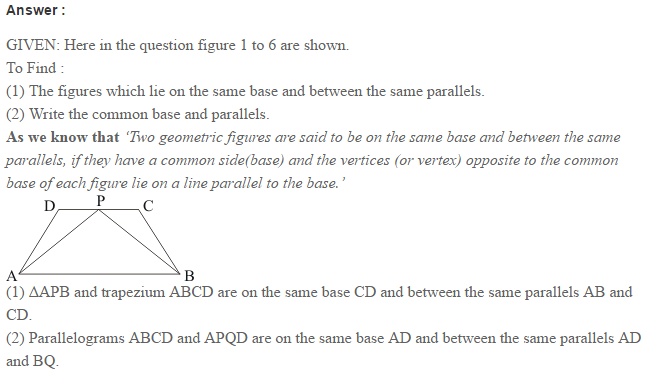 Answer :
GIVEN: Here in the question figure 1 to 6 are shown.
To Find :
(1) The figures which lie on the same base and between the same parallels.
(2) Write the common base and parallels.
As we know that ‘Two geometric figures are said to be on the same base and between the same
parallels, if they have a common side(base) and the vertices (or vertex) opposite to the common
base of each figure lie on a line parallel to the base.’
D P C
A B
(1) ΔAPB and trapezium ABCD are on the same base CD and between the same parallels AB and
CD.
(2) Parallelograms ABCD and APQD are on the same base AD and between the same parallels AD
and BQ.